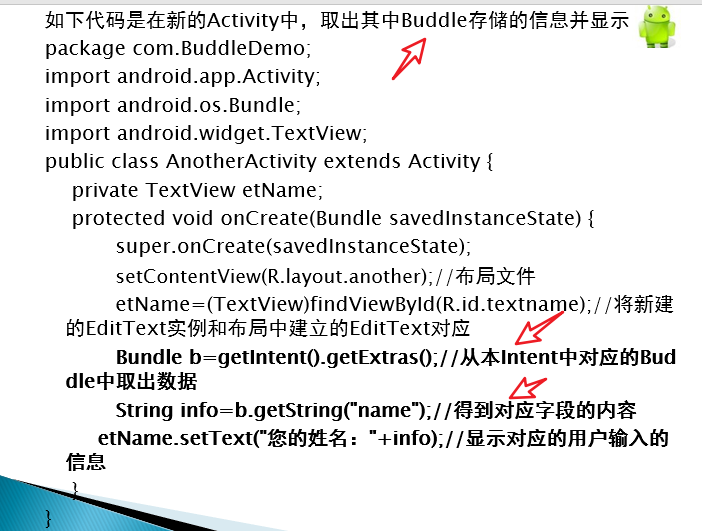 如下代码是在新的Activity中，取出其中Buddle存储的信息并显示
package com.BuddleDemo;
import android.app.Activity;
import android.os.Bundle;
import android.widget.TextView;
public class AnotherActivity extends Activity {
private TextView etName;
protected void onCreate(Bundle savedInstanceState) {
super.onCreate(savedInstanceState);
setContentView(R.layout.another);//布局文件
etName=(TextView)findViewById(R.id.textname);//将新建
的EditText实例和布局中建立的EditText对应
Bundle b=getIntent().getExtras();//从本Intent中对应的Bud
dle中取出数据
String info=b.getString("name");//得到对应字段的内容
etName.setText("您的姓名："+info);//显示对应的用户输入的
信息
}
}